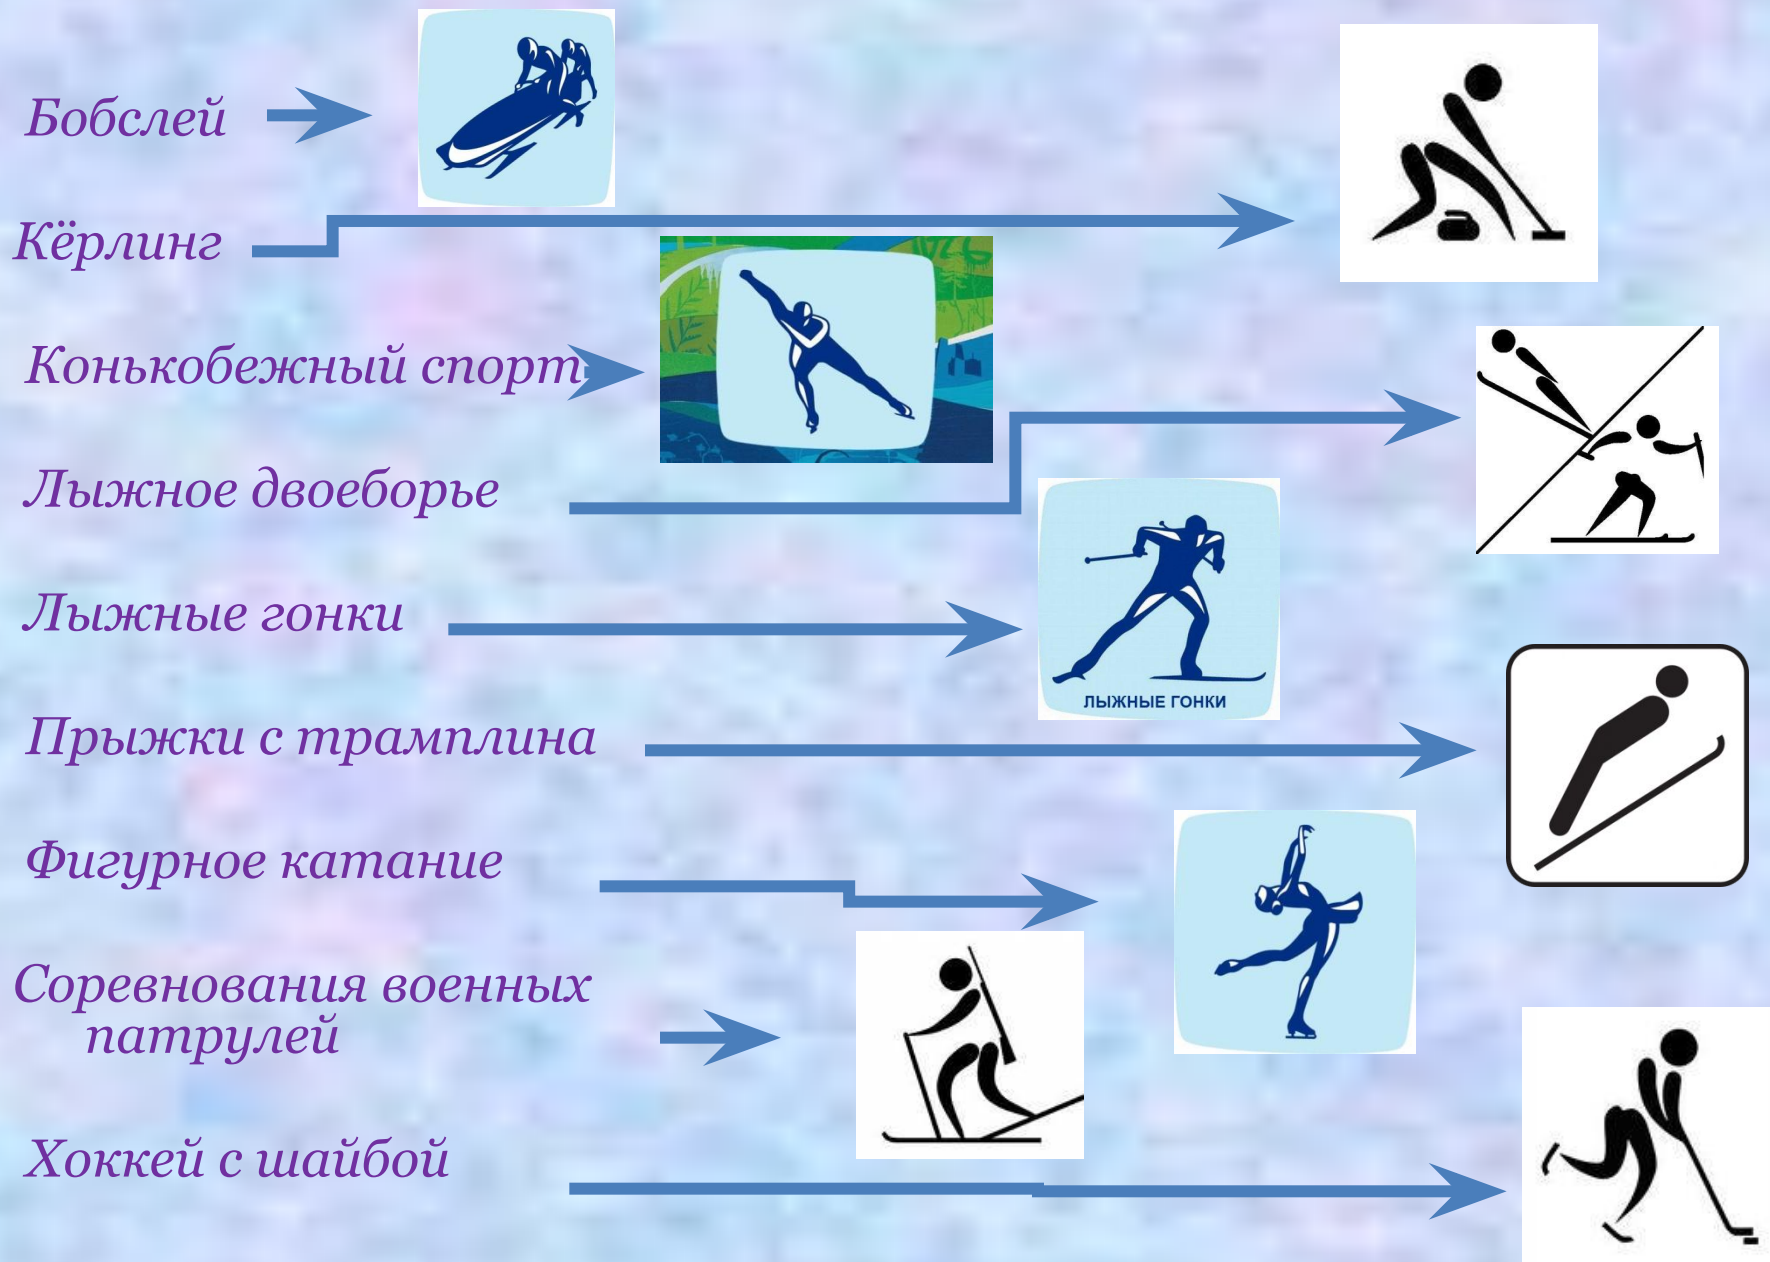 Бобслей
Кёрлинг
Конькобежный спорт
Лыжное двоеборье
Лыжные гонки
ЛЫЖНЫЕ ГОНКИ
Прыжки с трамплина
Фигурное катание
Соревнования военных
патрулей
Хоккей с шайбой